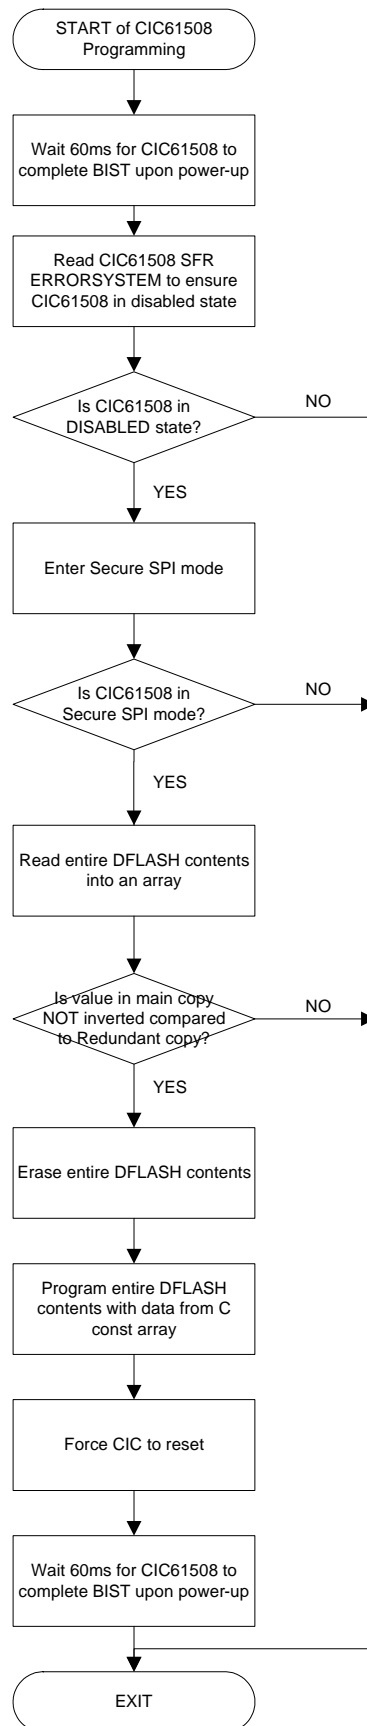 START of CIC61508
Programming
Wait 60ms for CIC61508 to
complete BIST upon power-up
Read CIC61508 SFR
ERRORSYSTEM to ensure
CIC61508 in disabled state
Is CIC61508 in
DISABLED state?
NO
YES
Enter Secure SPI mode
Is CIC61508 in
Secure SPI mode?
NO
YES
Read entire DFLASH contents
into an array
Is value in main copy
NOT inverted compared
to Redundant copy?
NO
YES
Erase entire DFLASH contents
Program entire DFLASH
contents with data from C
const array
Force CIC to reset
Wait 60ms for CIC61508 to
complete BIST upon power-up
EXIT